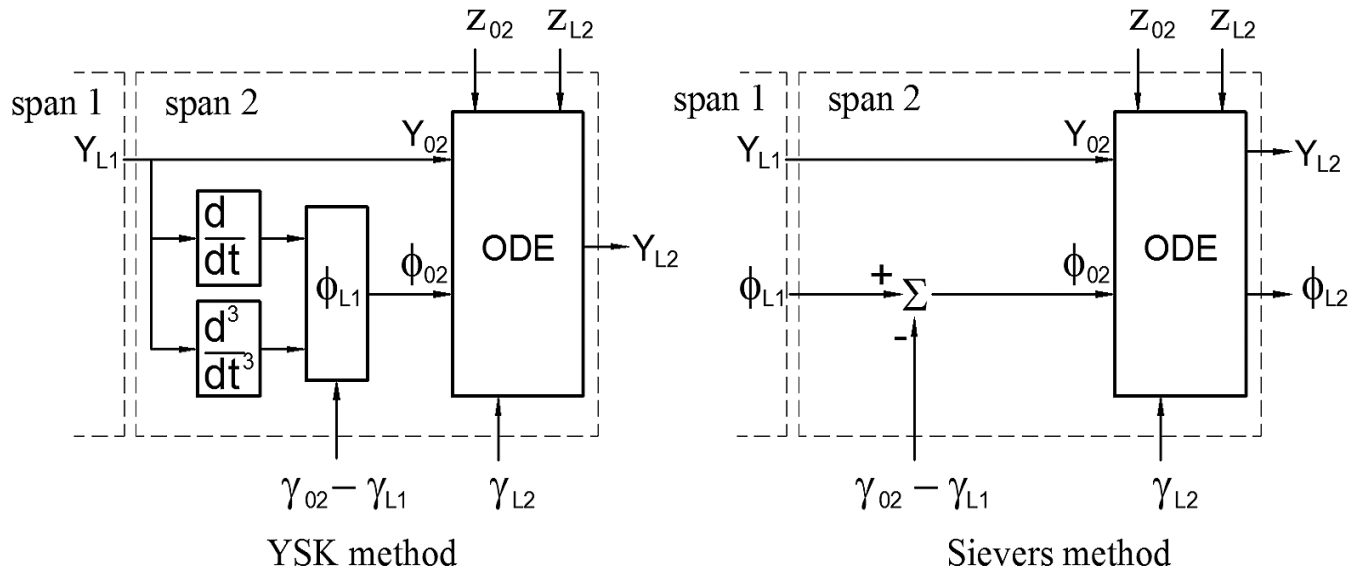 z02 zL2
span 1 span 2
YL1 Y02
d
dt
ϕL1 ϕ02
ODE
YL2
d³
dt³
γ02 − γL1 γL2
YSK method
z02 zL2
span 1 span 2
YL1 Y02
YL2
ODE
ϕL1 + Σ ϕ02
-
ϕL2
γ02 − γL1 γL2
Sievers method